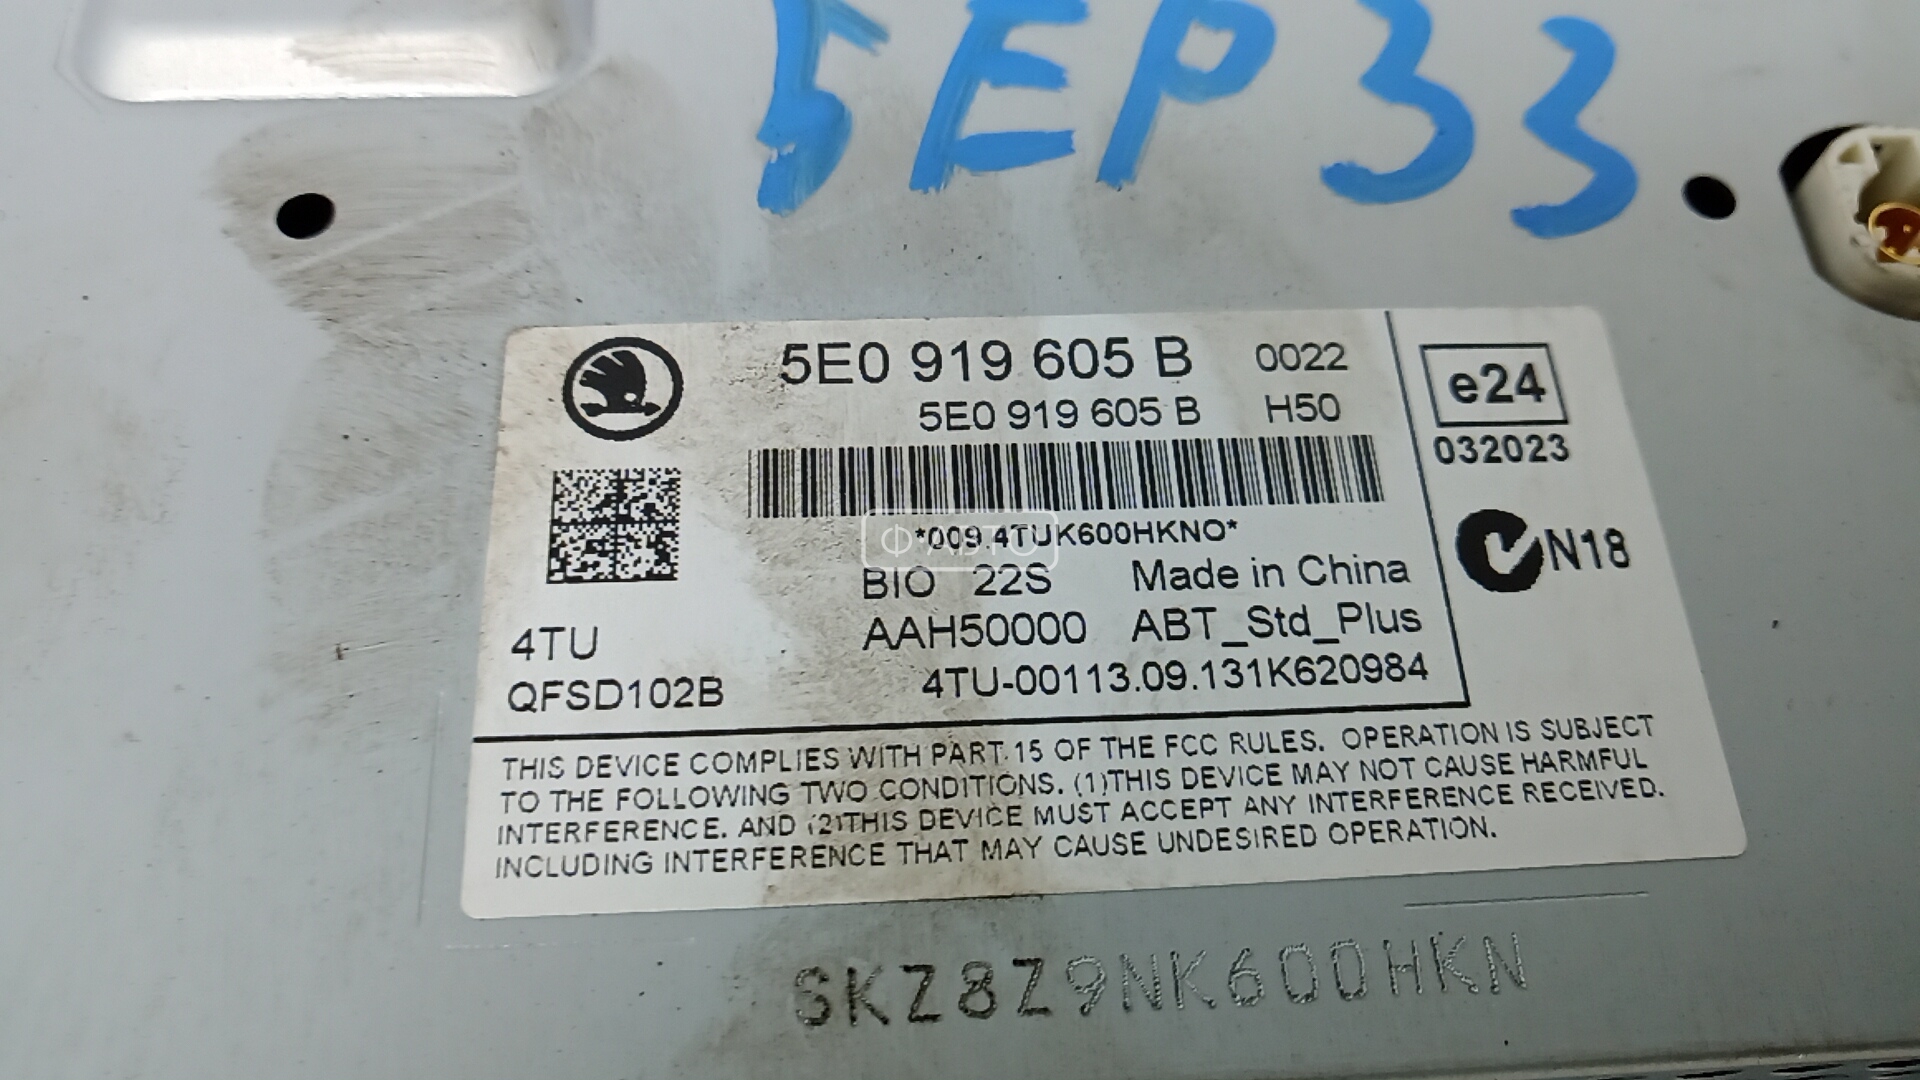 5EP33
5E0 919 605 B 0022
5E0 919 605 B H50
e24
032023
*009.4TUK600HKNO*
Ф-АВТО
N18
BIO 22S Made in China
4TU AAH50000 ABT_Std_Plus
QFSD102B 4TU-00113.09.131K620984
THIS DEVICE COMPLIES WITH PART 15 OF THE FCC RULES. OPERATION IS SUBJECT
TO THE FOLLOWING TWO CONDITIONS. (1)THIS DEVICE MAY NOT CAUSE HARMFUL
INTERFERENCE. AND (2)THIS DEVICE MUST ACCEPT ANY INTERFERENCE RECEIVED.
INCLUDING INTERFERENCE THAT MAY CAUSE UNDESIRED OPERATION.
SKZ8Z9NK600HKN